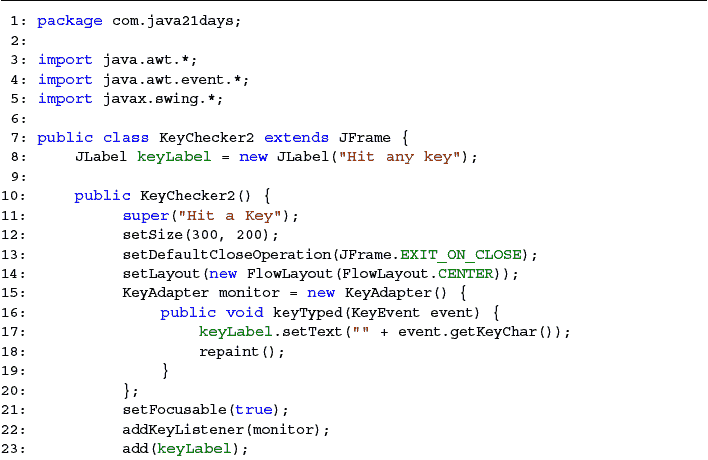 1: package com.java21days;
2:
3: import java.awt.*;
4: import java.awt.event.*;
5: import javax.swing.*;
6:
7: public class KeyChecker2 extends JFrame {
8:     JLabel keyLabel = new JLabel("Hit any key");
9:
10:     public KeyChecker2() {
11:         super("Hit a Key");
12:         setSize(300, 200);
13:         setDefaultCloseOperation(JFrame.EXIT_ON_CLOSE);
14:         setLayout(new FlowLayout(FlowLayout.CENTER));
15:         KeyAdapter monitor = new KeyAdapter() {
16:             public void keyTyped(KeyEvent event) {
17:                 keyLabel.setText("" + event.getKeyChar());
18:                 repaint();
19:             }
20:         };
21:         setFocusable(true);
22:         addKeyListener(monitor);
23:         add(keyLabel);